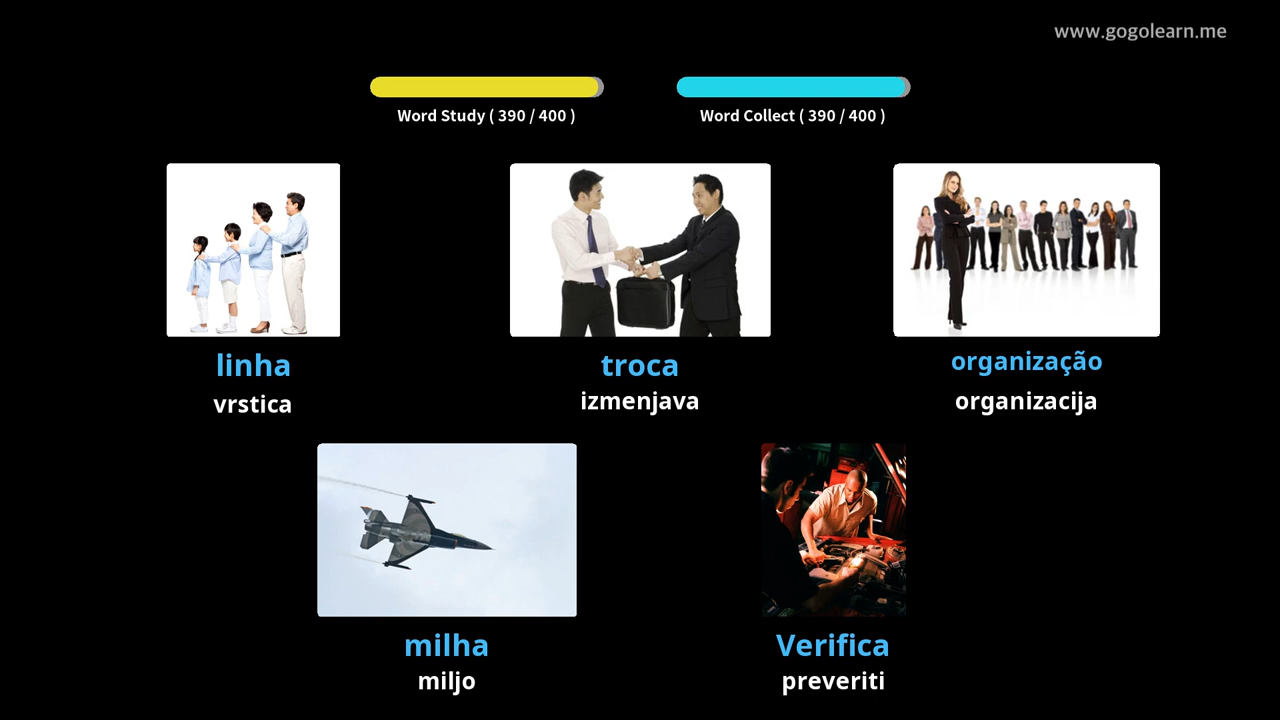 www.gogolearn.me
Word Study ( 390 / 400 )
Word Collect ( 390 / 400 )
linha
vrstica
troca
izmenjava
organização
organizacija
milha
miljo
Verifica
preveriti